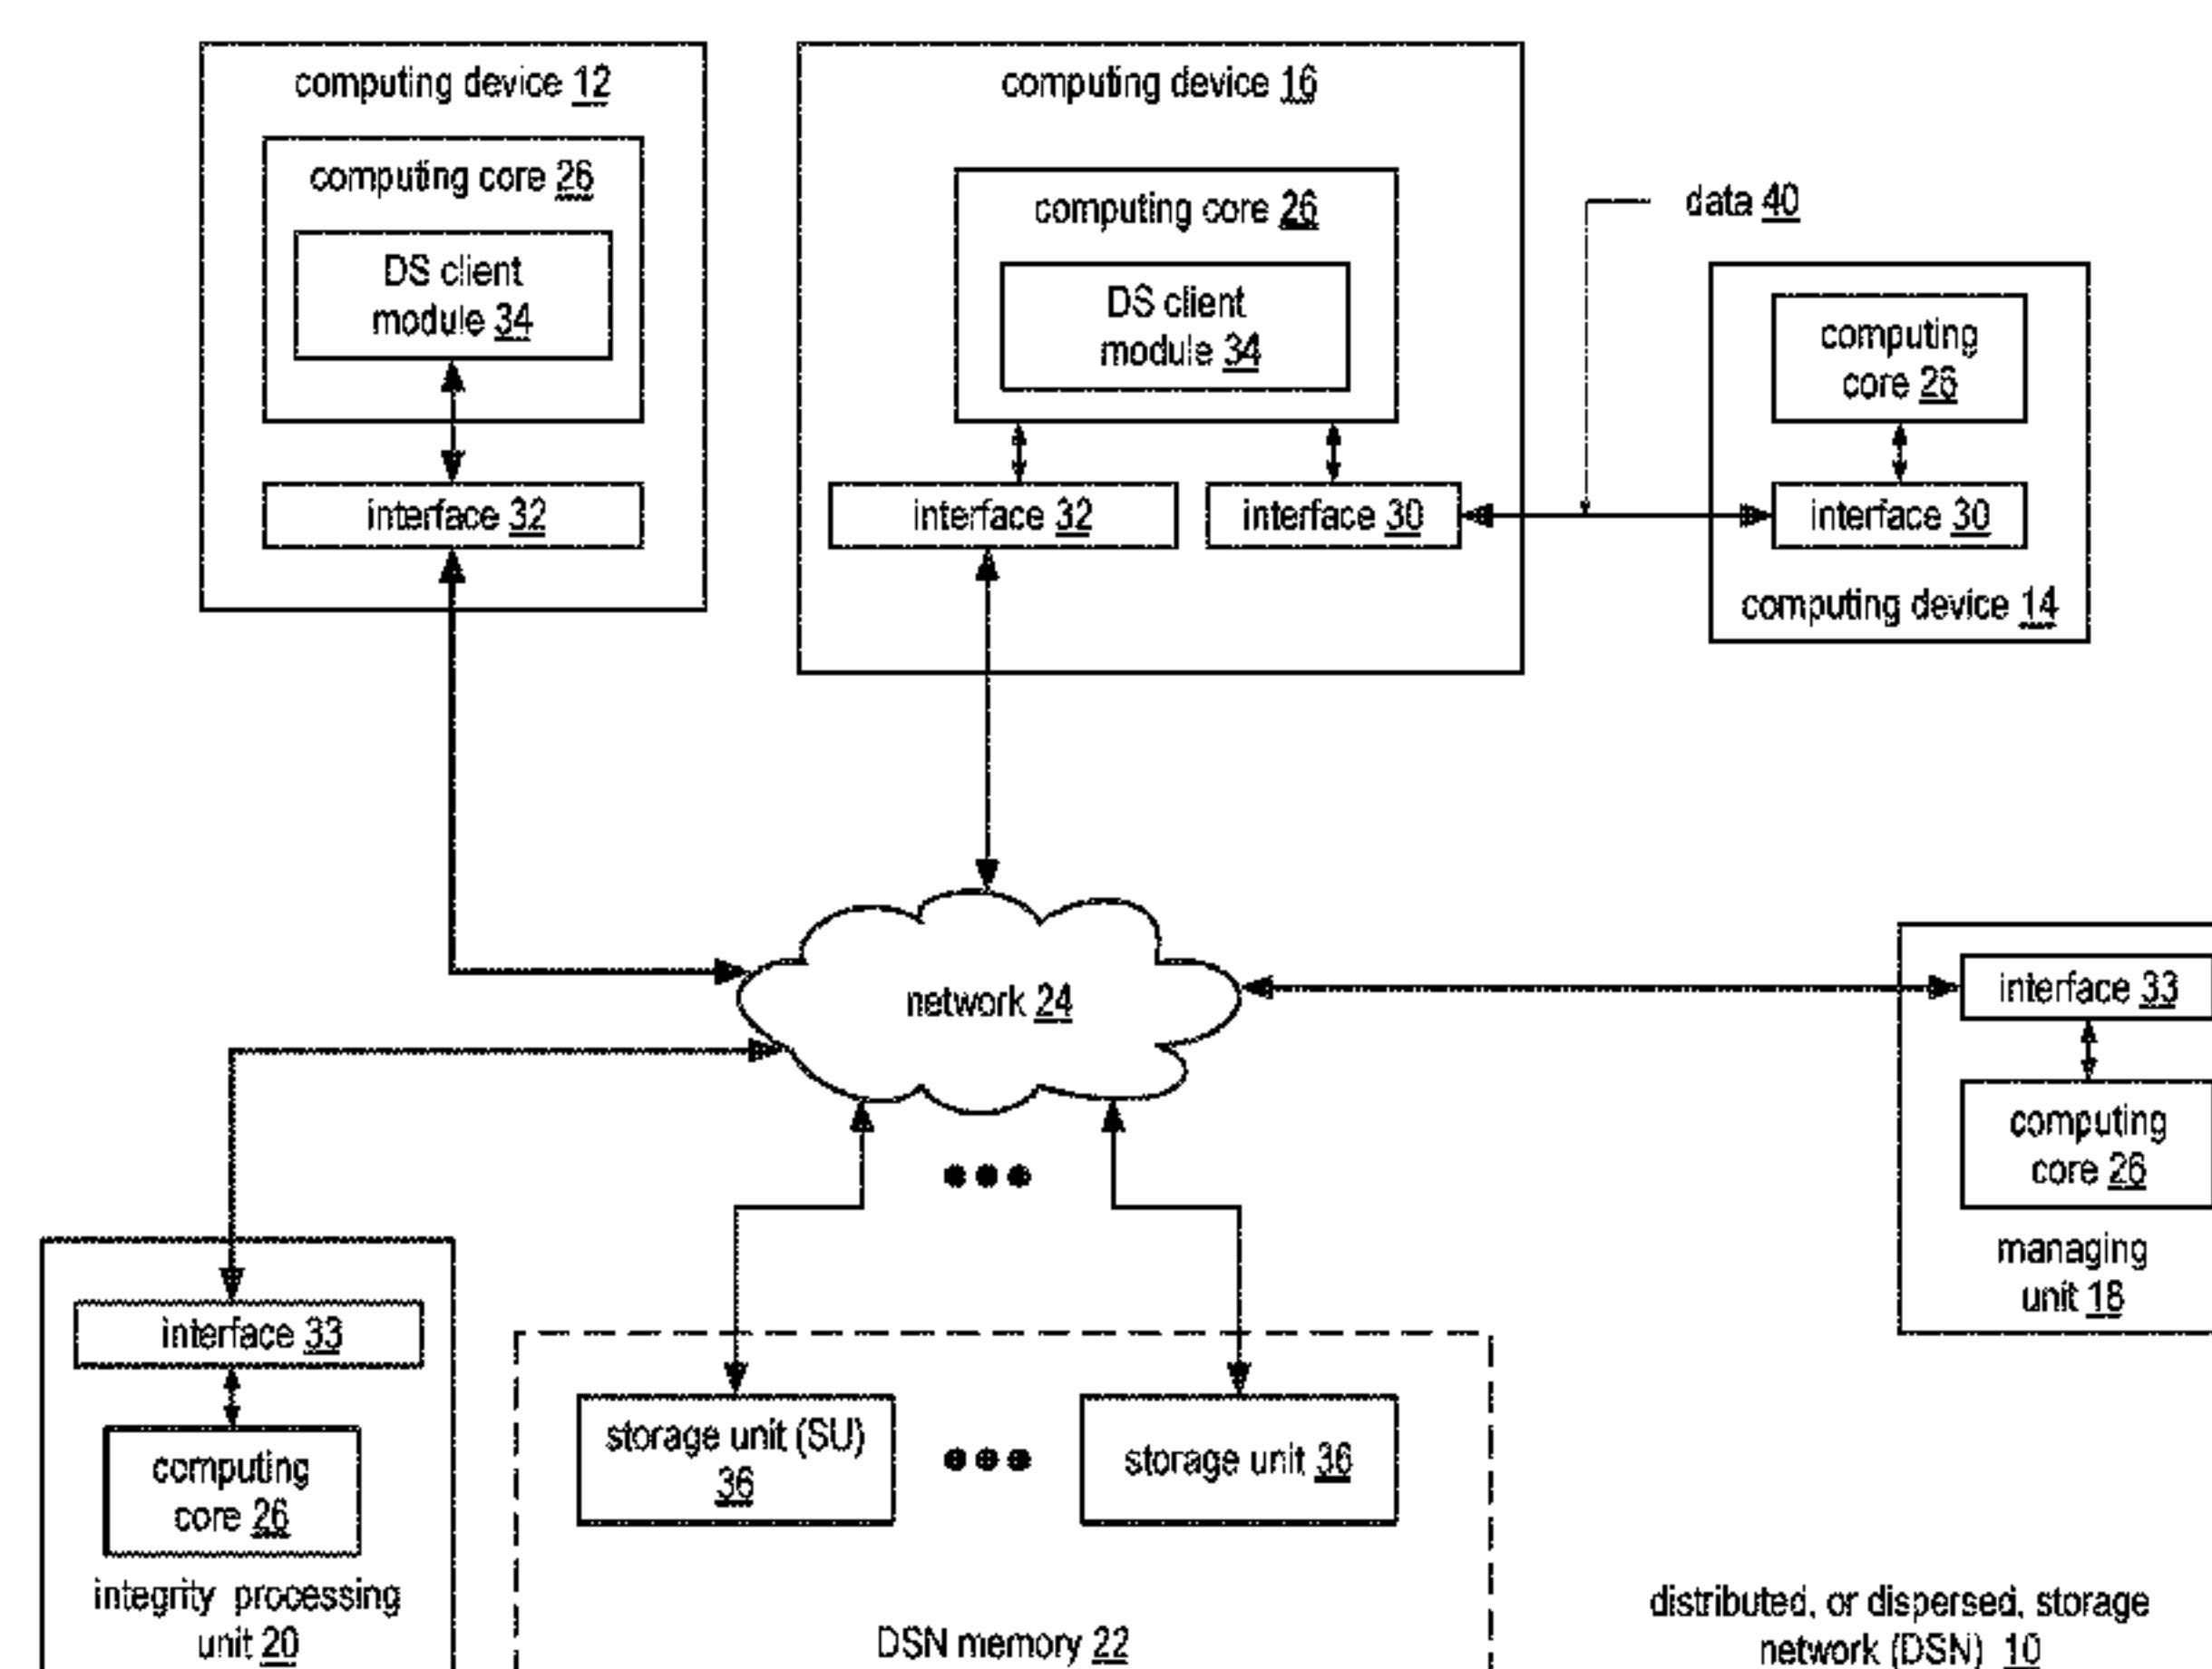 computing device 12
computing core 26
DS client
module 34
interface 32
computing device 16
computing core 26
DS client
module 34
interface 32
interface 30
data 40
computing
core 26
interface 30
computing device 14
network 24
interface 33
computing
core 26
managing
unit 18
interface 33
computing
core 26
integrity processing
unit 20
storage unit (SU)
36
storage unit 36
DSN memory 22
distributed, or dispersed, storage
network (DSN) 10